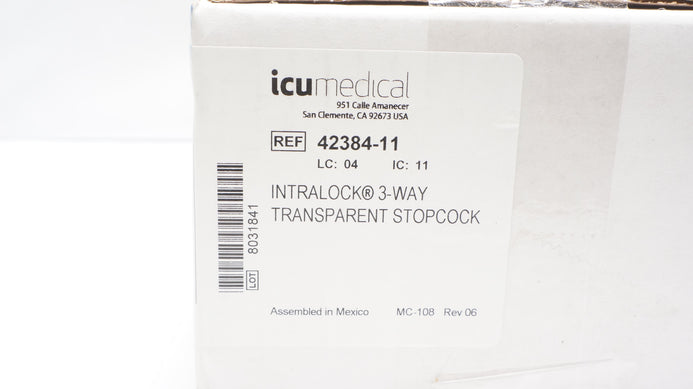 icumedical
951 Calle Amanecer
San Clemente, CA 92673 USA
REF 42384-11
LC: 04 IC: 11
INTRALOCK® 3-WAY
TRANSPARENT STOPCOCK
LOT 8031841
Assembled in Mexico MC-108 Rev 06